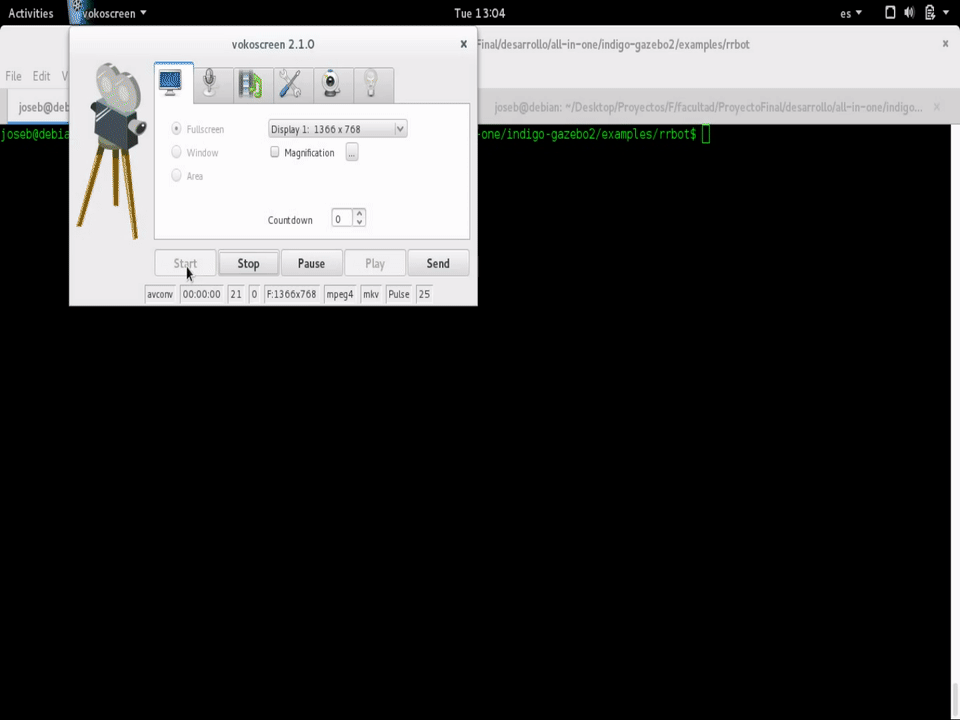 Activities vokoscreen Tue 13:04 es
vokoscreen 2.1.0
Final/desarrollo/all-in-one/indigo-gazebo2/examples/rrbot
File Edit V
joseb@deb
joseb@debian: ~/Desktop/Proyectos/F/facultad/ProyectoFinal/desarrollo/all-in-one/indigo...
joseb@debia
-one/indigo-gazebo2/examples/rrbot$
Fullscreen
Display 1: 1366 x 768
Window
Magnification ...
Area
Countdown 0
Start Stop Pause Play Send
avconv 00:00:00 21 0 F:1366x768 mpeg4 mkv Pulse 25